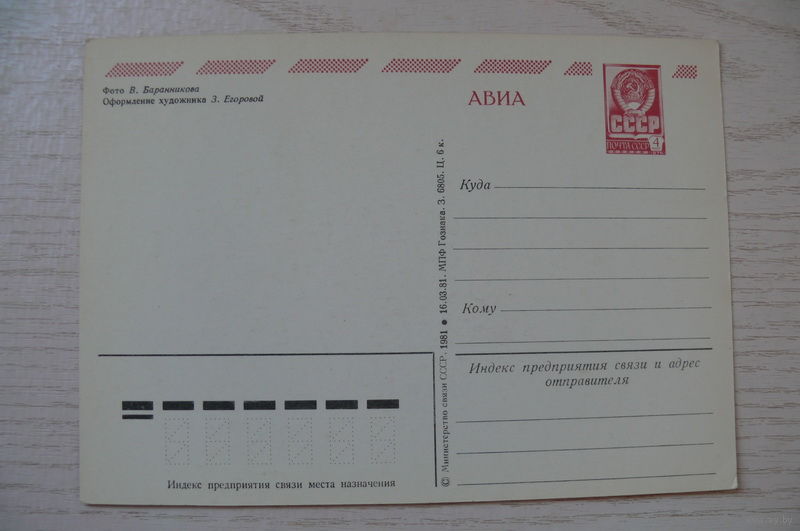 Фото В. Баранникова
Оформление художника З. Егоровой
АВИА
СССР
ПОЧТА СССР
4
Куда
Кому
Индекс предприятия связи и адрес
отправителя
© Министерство связи СССР. 1981 ● 16.03.81. МПФ Гознака. З. 6805. Ц. 6 к.
Индекс предприятия связи места назначения